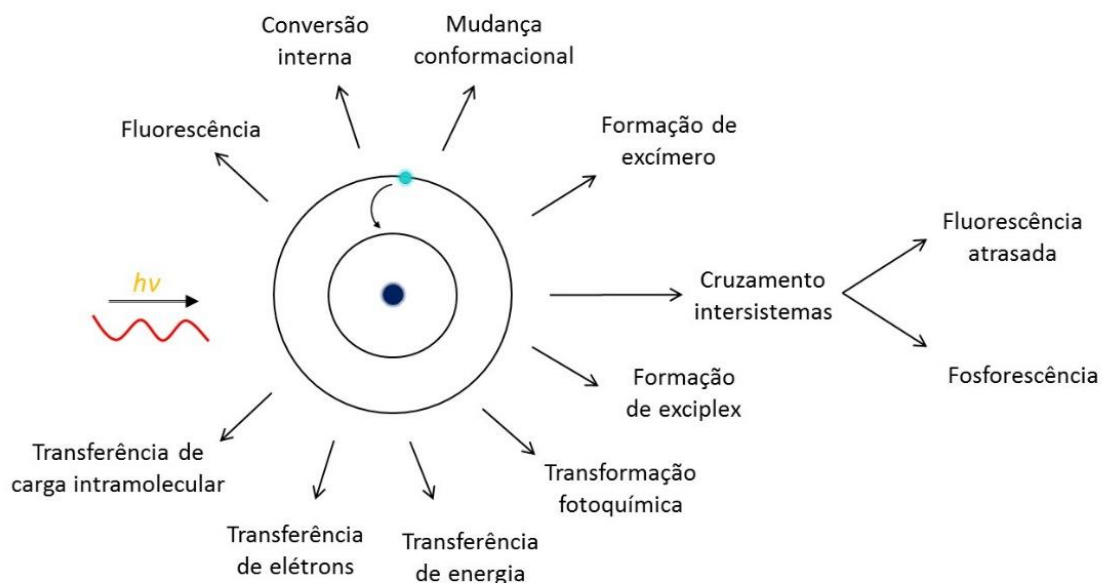 Conversão
interna
Mudança
conformacional
Fluorescência
Formação de
excímero
Fluorescência
atrasada
hν
Cruzamento
intersistemas
Fosforescência
Formação
de exciplex
Transferência de
carga intramolecular
Transformação
fotoquímica
Transferência
de elétrons
Transferência
de energia